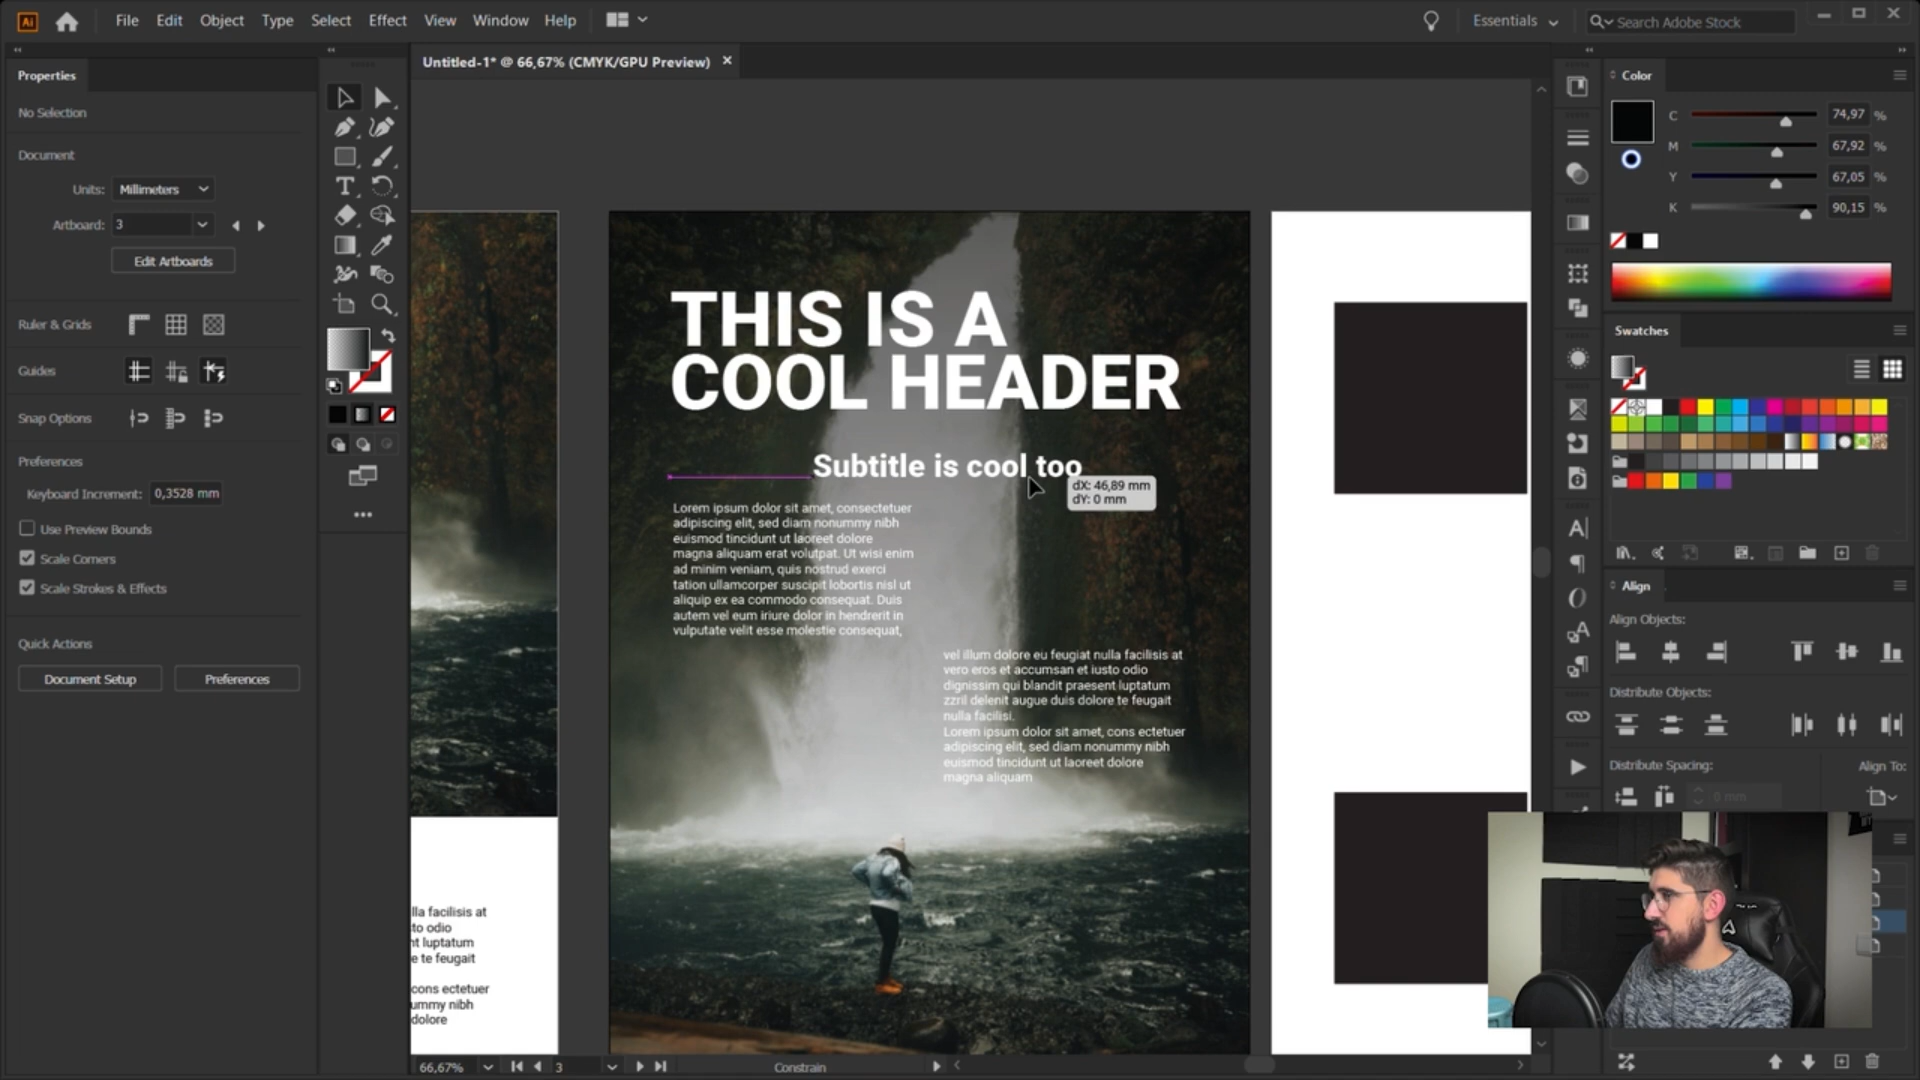 Ai
File Edit Object Type Select Effect View Window Help
Essentials
Search Adobe Stock
Properties
No Selection
Document
Units: Millimeters
Artboard: 3
Edit Artboards
Ruler & Grids
Guides
Snap Options
Preferences
Keyboard Increment: 0,3528 mm
Use Preview Bounds
Scale Corners
Scale Strokes & Effects
Quick Actions
Document Setup
Preferences
Untitled-1* @ 66,67% (CMYK/GPU Preview)
lla facilisis at
to odio
nt luptatum
e te feugait
cons ectetuer
ummy nibh
dolore
THIS IS A
COOL HEADER
Subtitle is cool too
dX: 46,89 mm
dY: 0 mm
Lorem ipsum dolor sit amet, consectetuer
adipiscing elit, sed diam nonummy nibh
euismod tincidunt ut laoreet dolore
magna aliquam erat volutpat. Ut wisi enim
ad minim veniam, quis nostrud exerci
tation ullamcorper suscipit lobortis nisl ut
aliquip ex ea commodo consequat. Duis
autem vel eum iriure dolor in hendrerit in
vulputate velit esse molestie consequat,
vel illum dolore eu feugiat nulla facilisis at
vero eros et accumsan et iusto odio
dignissim qui blandit praesent luptatum
zzril delenit augue duis dolore te feugait
nulla facilisi.
Lorem ipsum dolor sit amet, cons ectetuer
adipiscing elit, sed diam nonummy nibh
euismod tincidunt ut laoreet dolore
magna aliquam
66,67%
3
Constrain
Color
C 74,97 %
M 67,92 %
Y 67,05 %
K 90,15 %
Swatches
Align
Align Objects:
Distribute Objects:
Distribute Spacing:
Align To:
0 mm